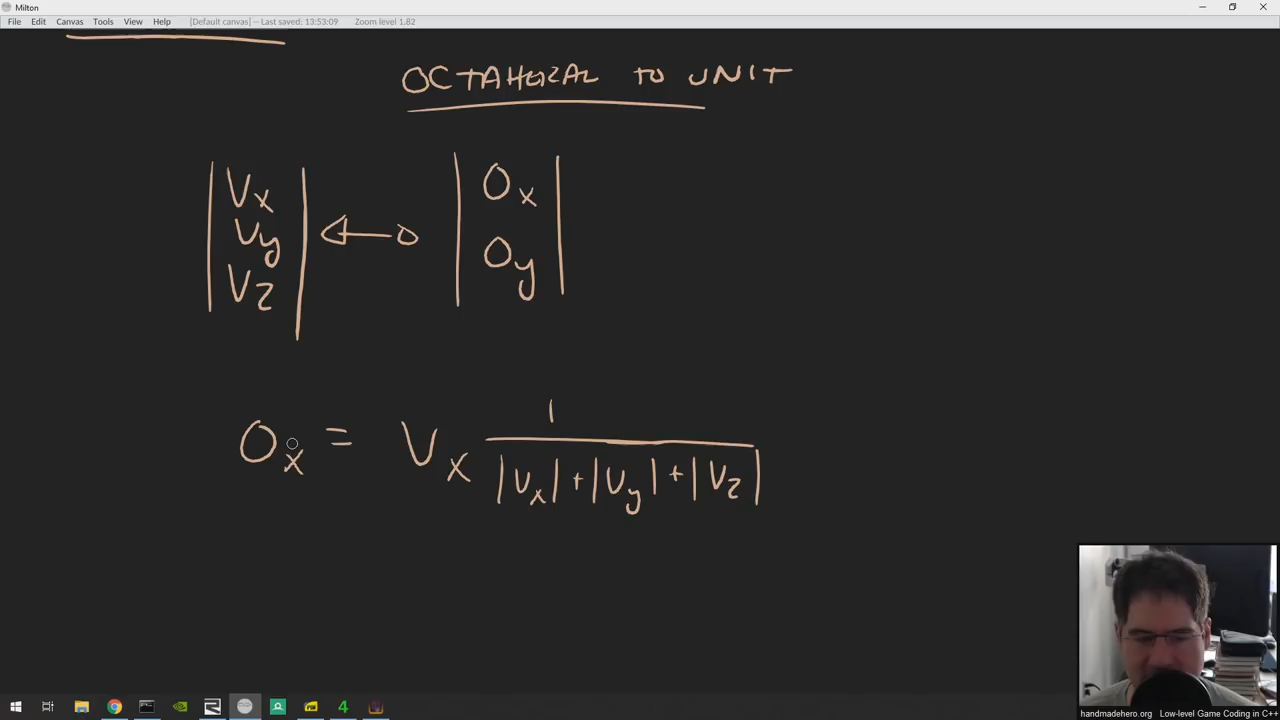 Milton
File Edit Canvas Tools View Help [Default canvas] -- Last saved: 13:53:09 Zoom level 1.82
OCTAHERAL TO UNIT
|Vx| |Ox|
|Vy| |Oy|
|Vz|
Ox = Vx 1
|Vx|+|Vy|+|Vz|
4
handmadehero.org Low-level Game Coding in C++